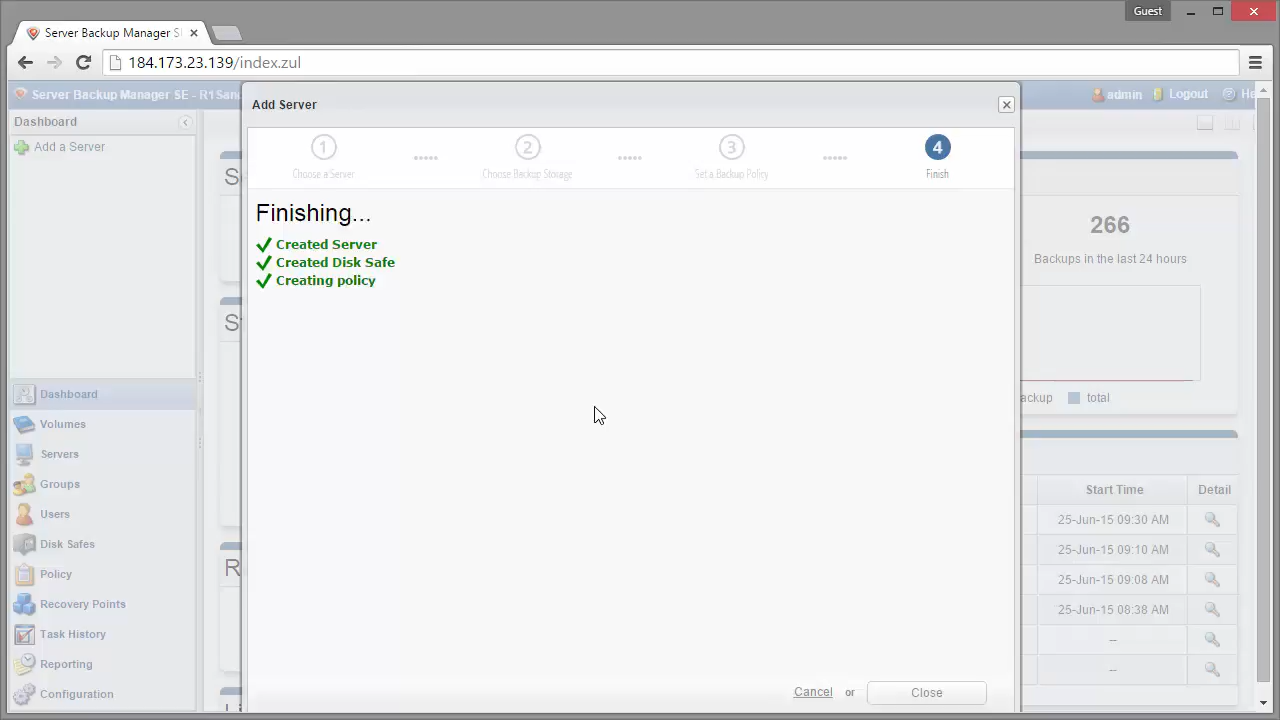 Guest
Server Backup Manager S
184.173.23.139/index.zul
Server Backup Manager SE - R1San
admin
Logout
He
Dashboard
Add a Server
Dashboard
Volumes
Servers
Groups
Users
Disk Safes
Policy
Recovery Points
Task History
Reporting
Configuration
Add Server
1
2
3
4
Choose a Server
Choose Backup Storage
Set a Backup Policy
Finish
Finishing...
Created Server
Created Disk Safe
Creating policy
Cancel
or
Close
266
Backups in the last 24 hours
ackup
total
Start Time
Detail
25-Jun-15 09:30 AM
25-Jun-15 09:10 AM
25-Jun-15 09:08 AM
25-Jun-15 08:38 AM
--
--